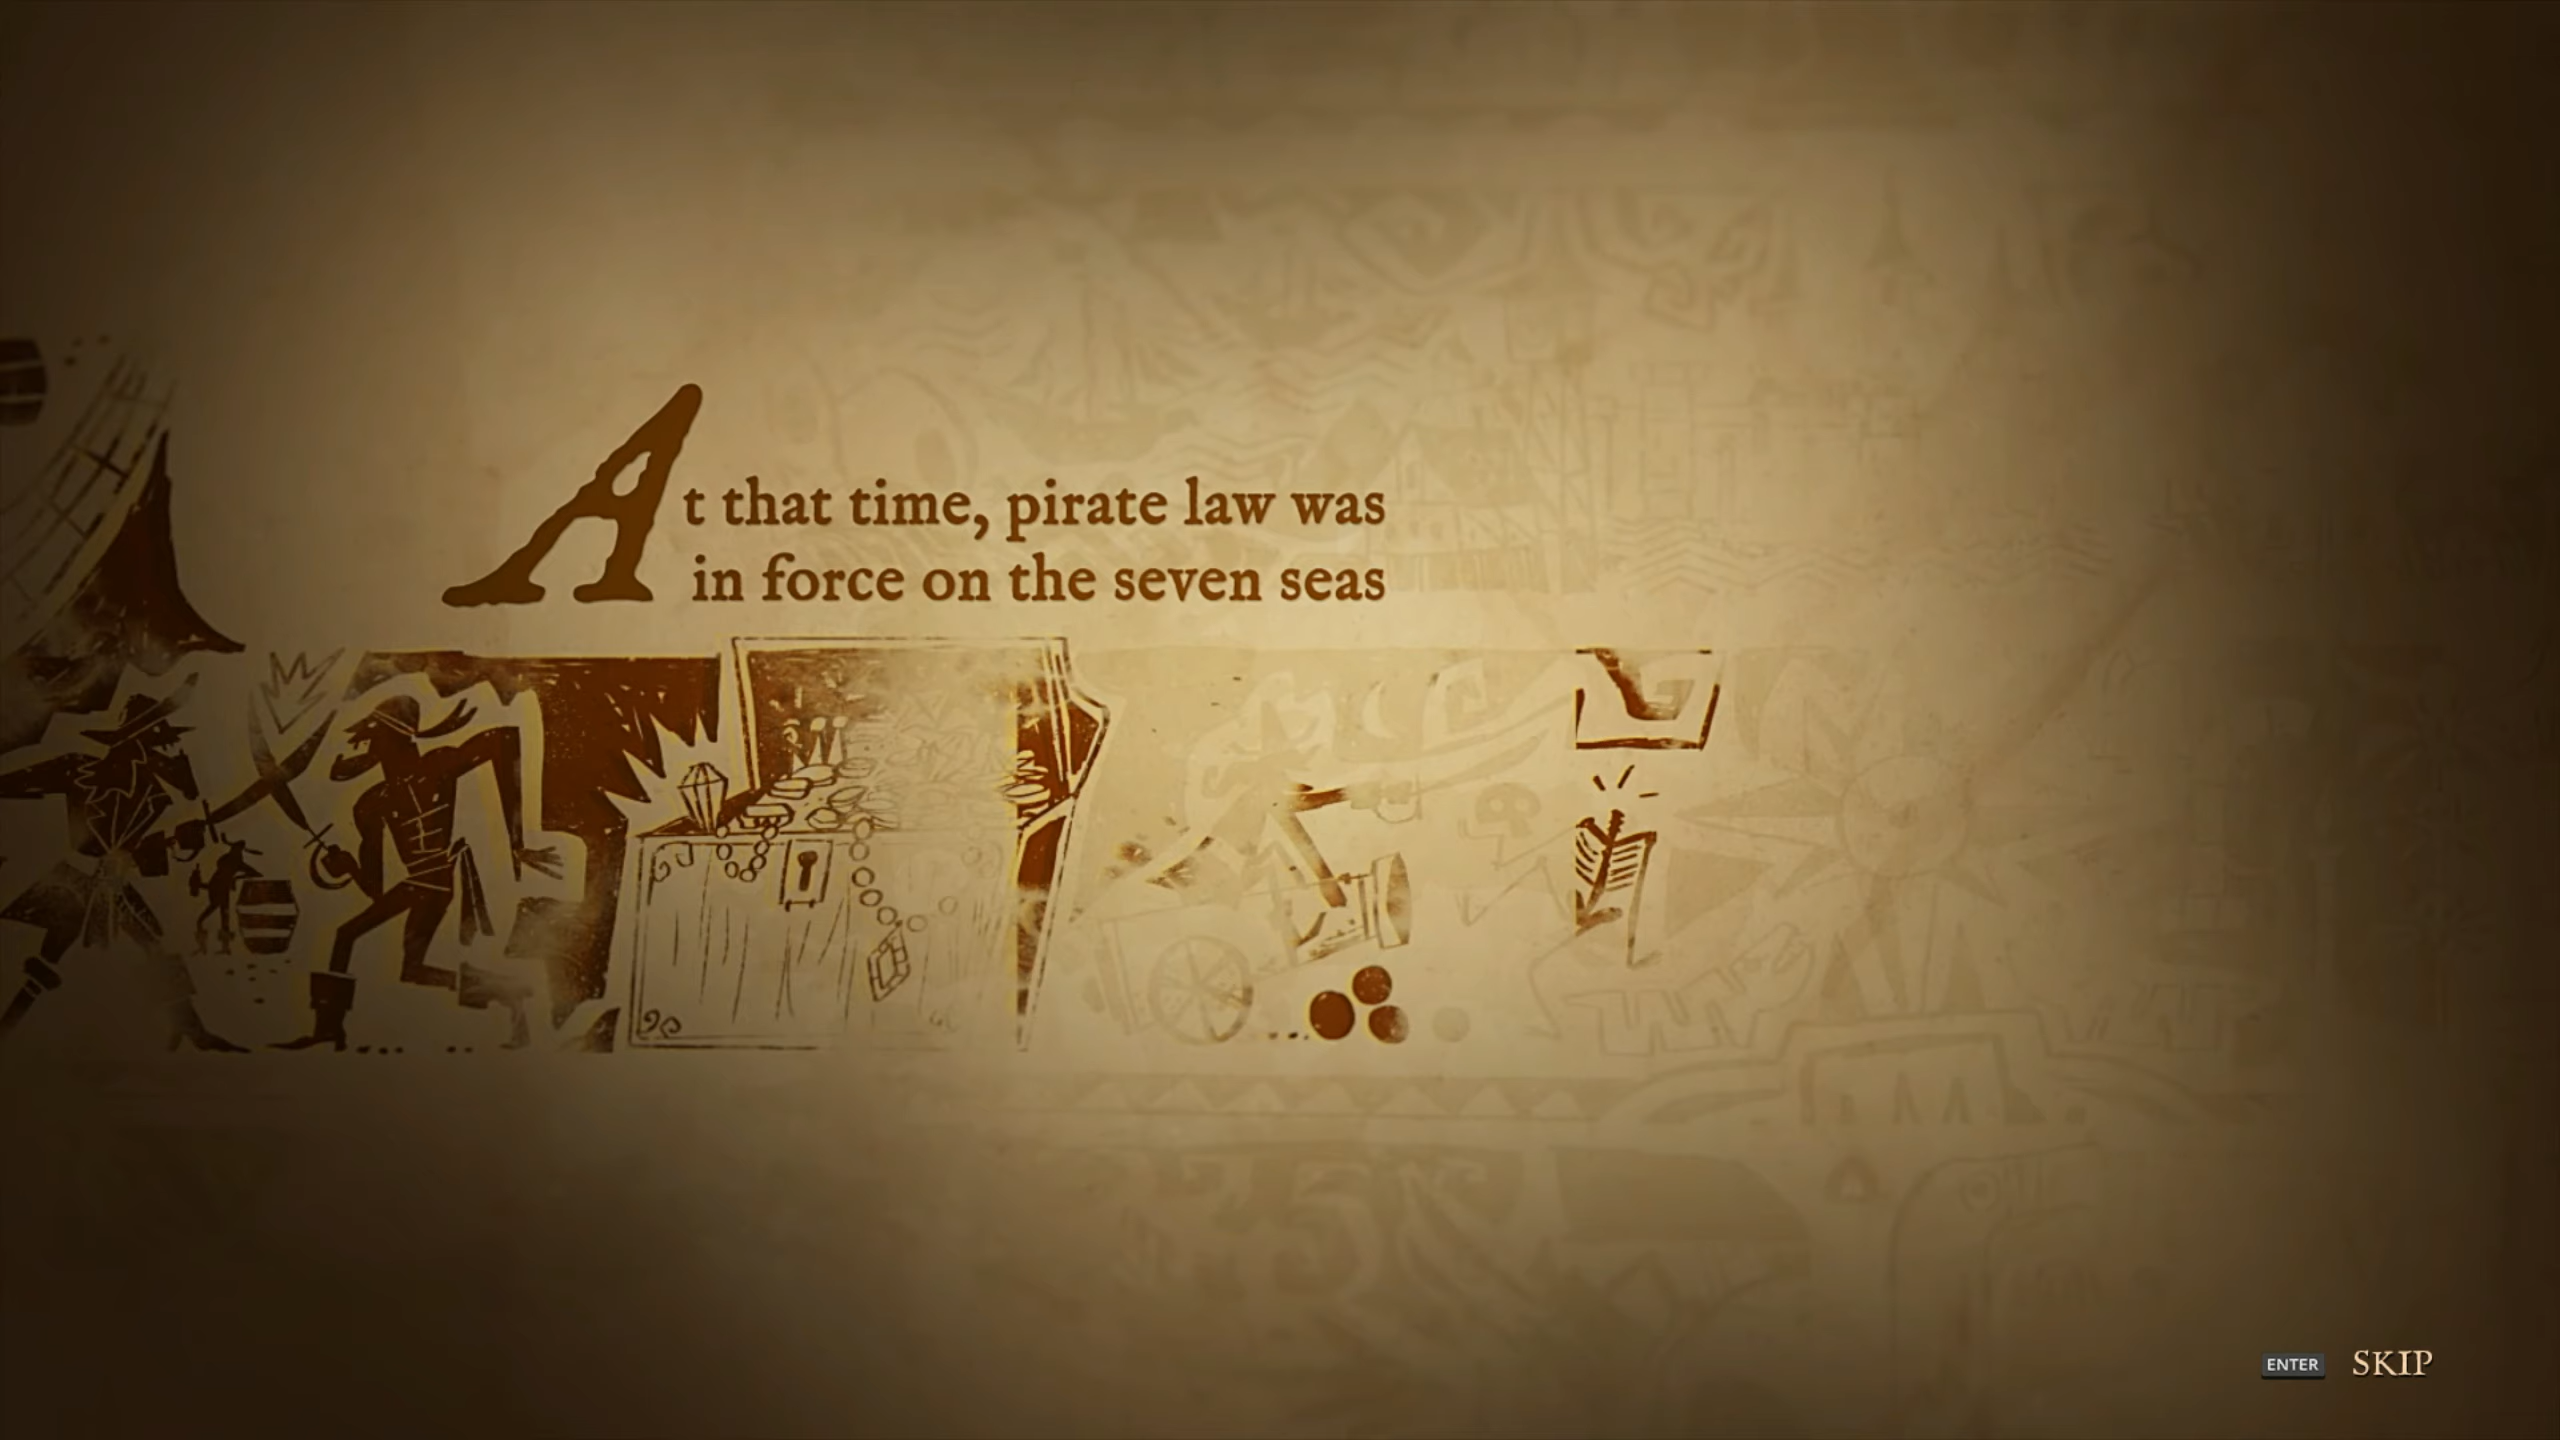 At that time, pirate law was
in force on the seven seas
ENTER SKIP